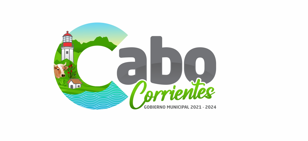 Cabo
Corrientes
GOBIERNO MUNICIPAL 2021 - 2024